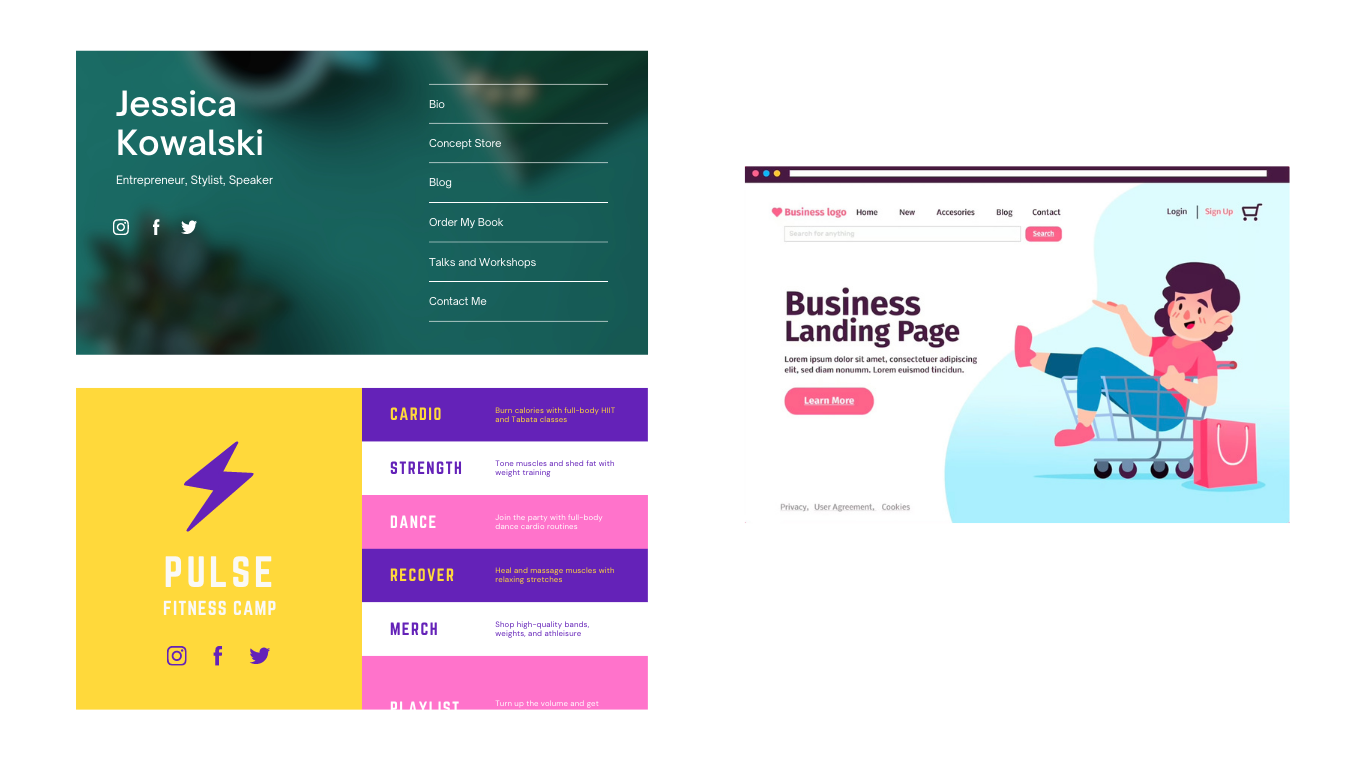 Jessica
Kowalski
Entrepreneur, Stylist, Speaker
Bio
Concept Store
Blog
Order My Book
Talks and Workshops
Contact Me
PULSE
FITNESS CAMP
CARDIO
Burn calories with full-body HIIT
and Tabata classes
STRENGTH
Tone muscles and shed fat with
weight training
DANCE
Join the party with full-body
dance cardio routines
RECOVER
Heal and massage muscles with
relaxing stretches
MERCH
Shop high-quality bands,
weights, and athleisure
PLAYLIST
Turn up the volume and get
Business logo Home New Accesories Blog Contact Login Sign Up
Search for anything Search
Business
Landing Page
Lorem ipsum dolor sit amet, consectetuer adipiscing
elit, sed diam nonumm. Lorem euismod tincidun.
Learn More
Privacy, User Agreement, Cookies